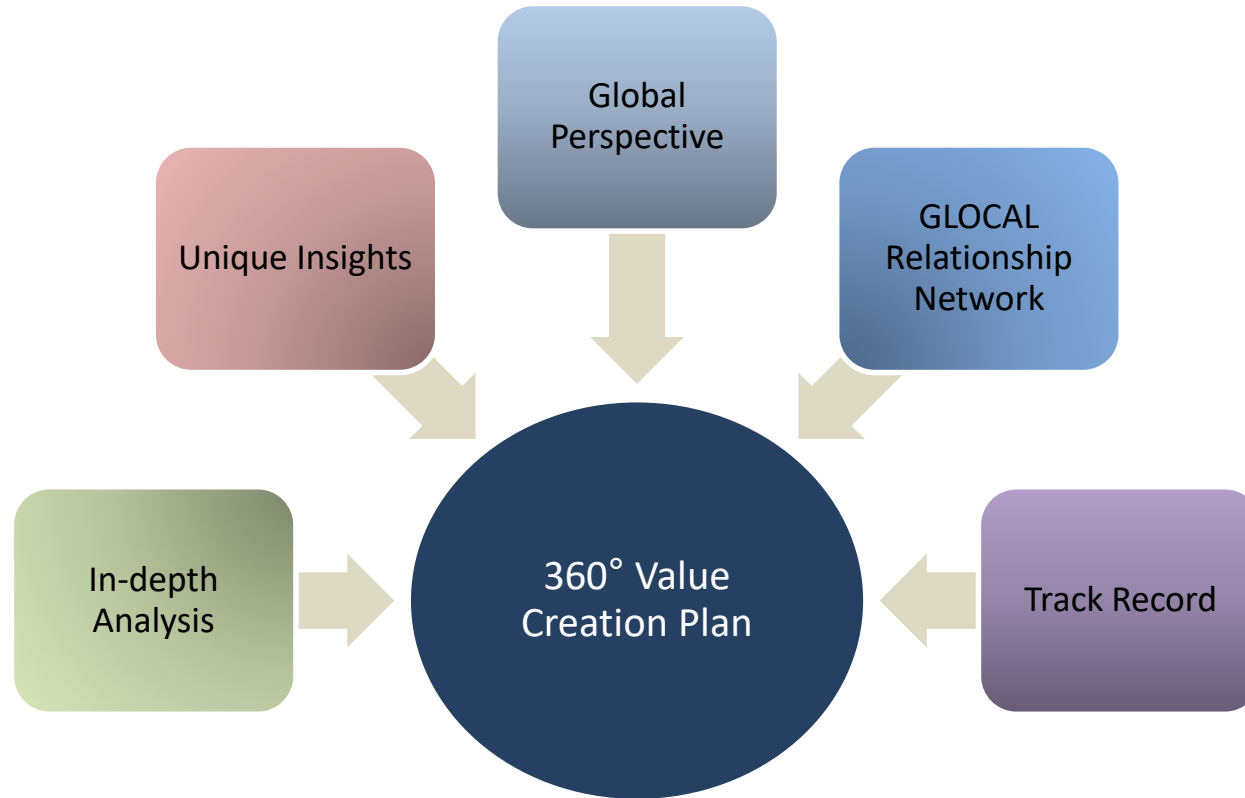 Global
Perspective
Unique Insights
GLOCAL
Relationship
Network
In-depth
Analysis
360° Value
Creation Plan
Track Record